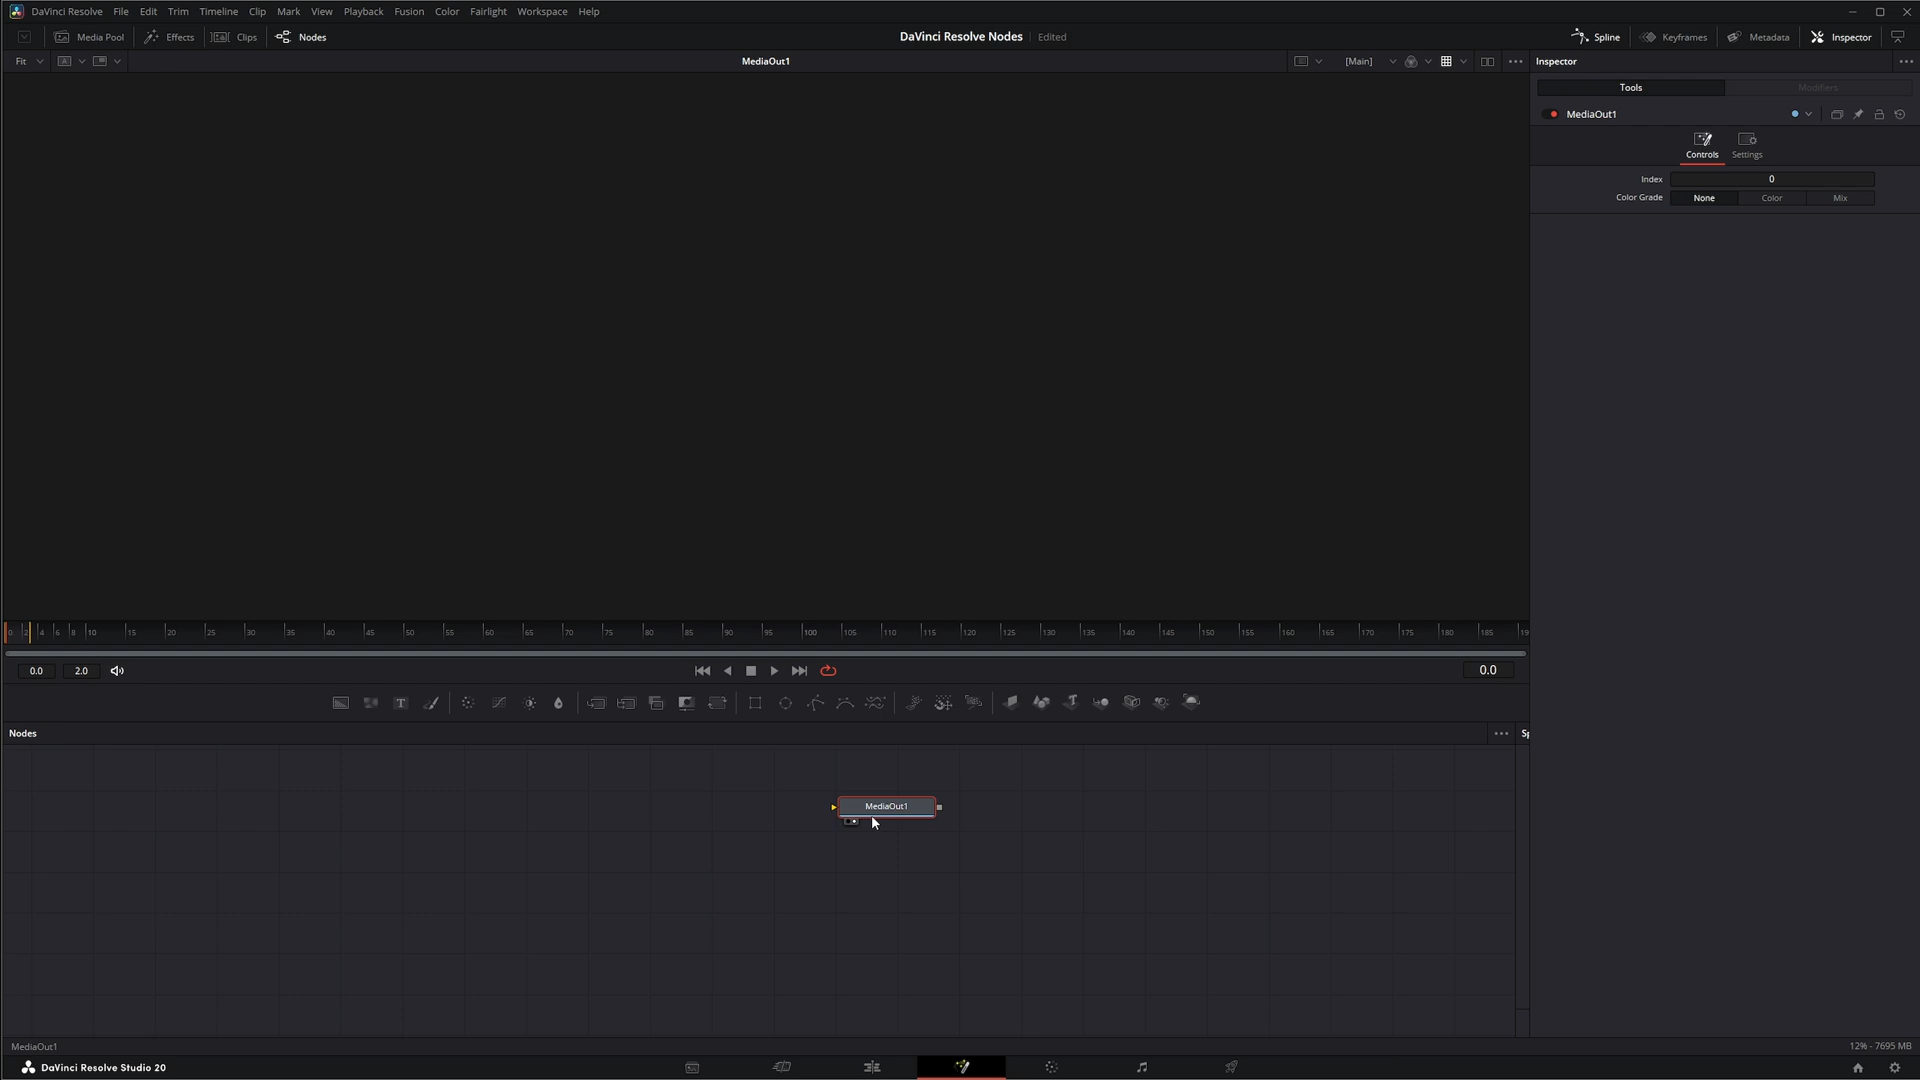 DaVinci Resolve File Edit Trim Timeline Clip Mark View Playback Fusion Color Fairlight Workspace Help
Media Pool Effects Clips Nodes DaVinci Resolve Nodes Edited Spline Keyframes Metadata Inspector
Fit A MediaOut1 [Main] Inspector
Tools Modifiers
MediaOut1
Controls Settings
Index 0
Color Grade None Color Mix
0 2 4 6 8 10 15 20 25 30 35 40 45 50 55 60 65 70 75 80 85 90 95 100 105 110 115 120 125 130 135 140 145 150 155 160 165 170 175 180 185 19
0.0 2.0 0.0
T
Nodes Sp
MediaOut1
MediaOut1 12% - 7695 MB
DaVinci Resolve Studio 20